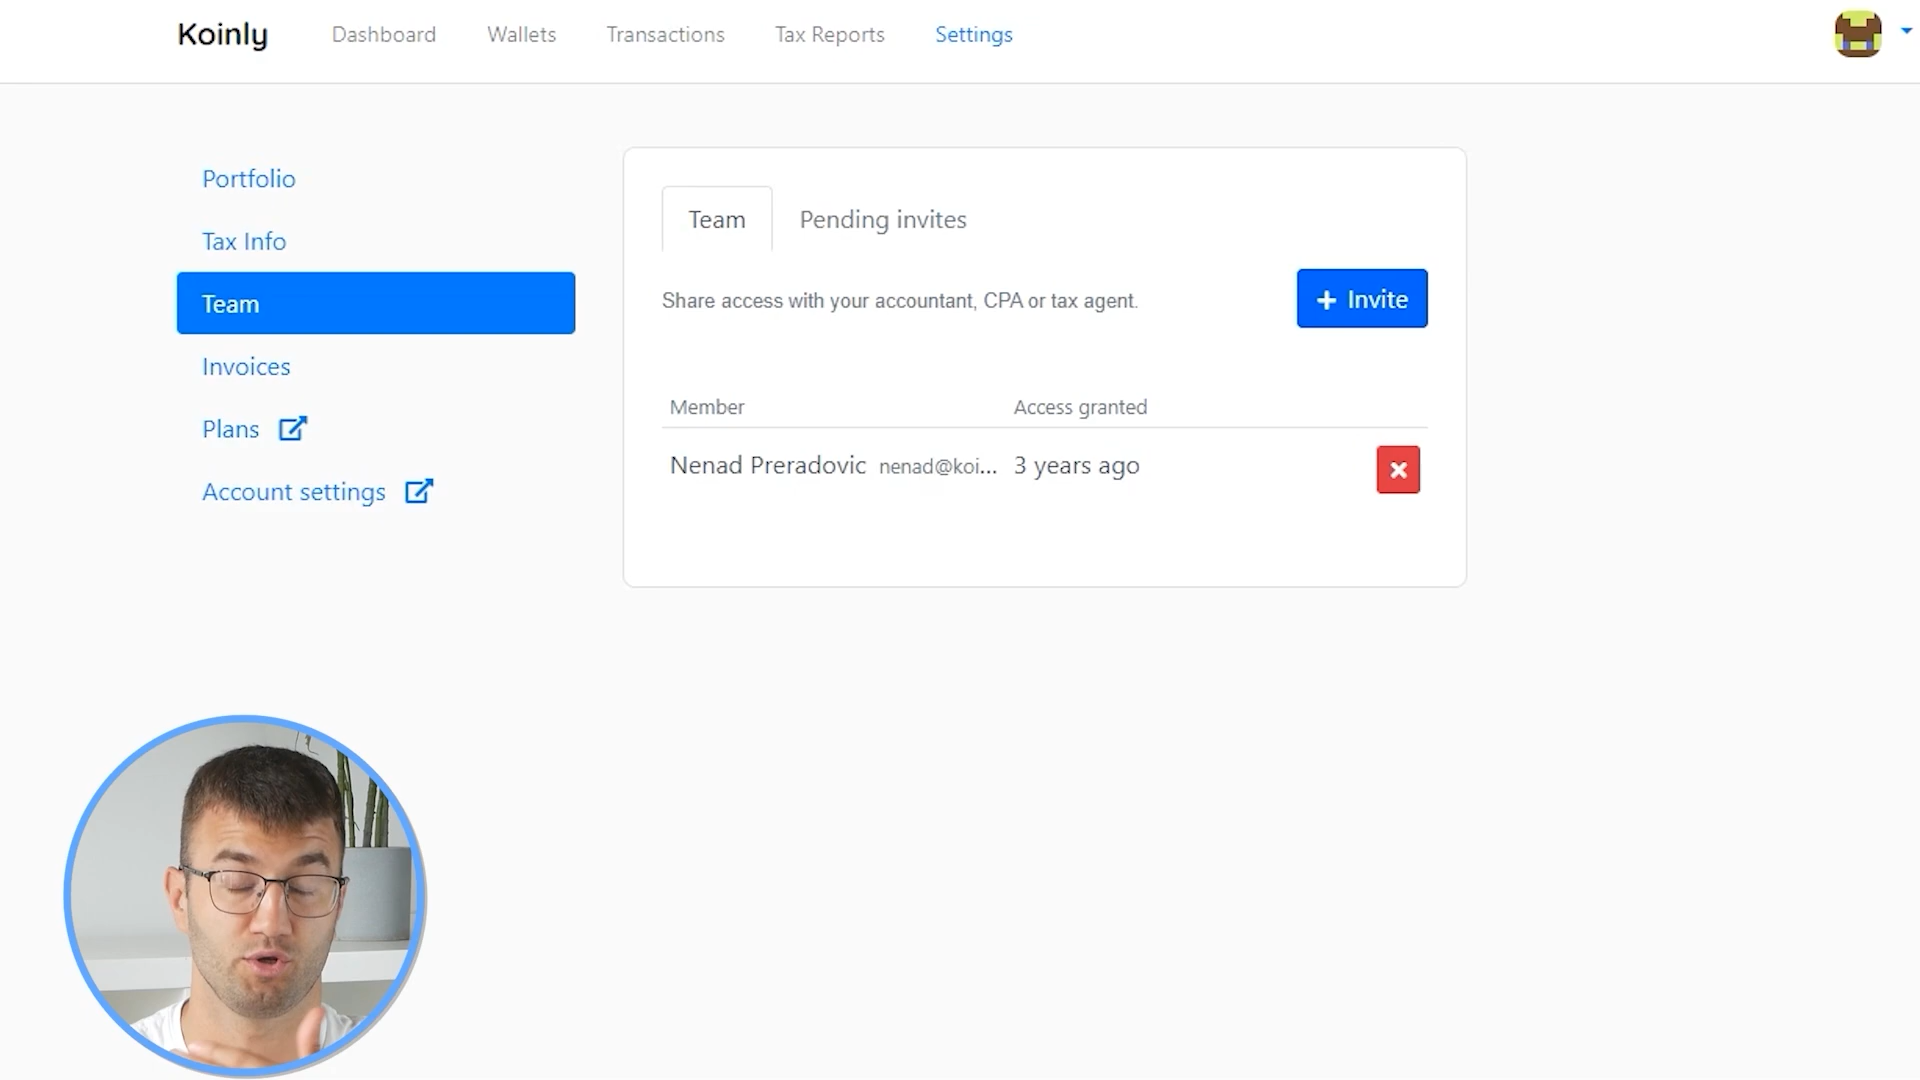 Koinly Dashboard Wallets Transactions Tax Reports Settings
Portfolio
Tax Info
Team
Invoices
Plans
Account settings
Team Pending invites
Share access with your accountant, CPA or tax agent.
+ Invite
Member Access granted
Nenad Preradovic nenad@koi... 3 years ago